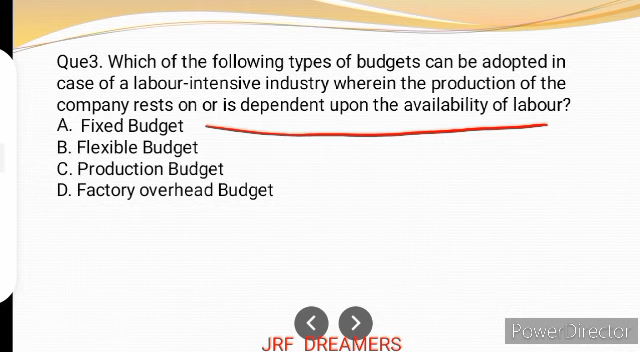 Que3. Which of the following types of budgets can be adopted in
case of a labour-intensive industry wherein the production of the
company rests on or is dependent upon the availability of labour?
A. Fixed Budget
B. Flexible Budget
C. Production Budget
D. Factory overhead Budget
PowerDirector
JRF DREAMERS